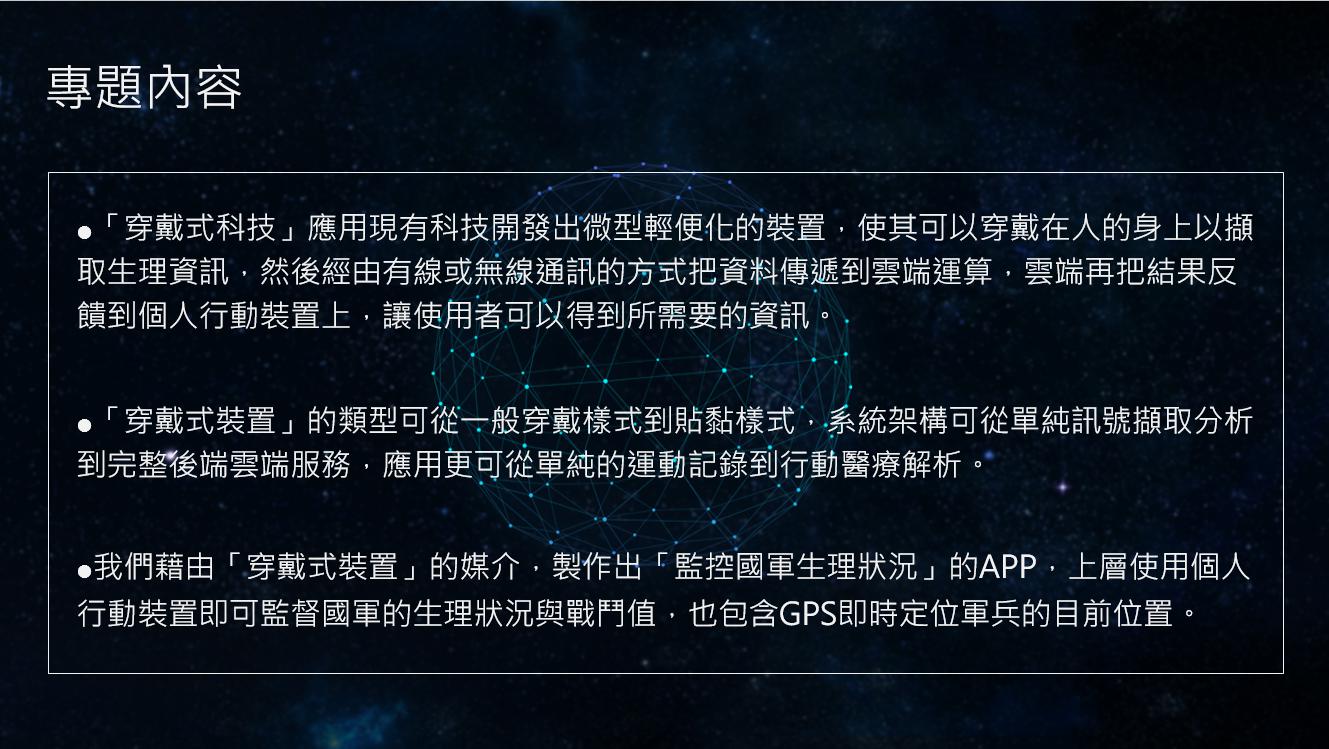 專題內容
●「穿戴式科技」應用現有科技開發出微型輕便化的裝置，使其可以穿戴在人的身上以擷
取生理資訊，然後經由有線或無線通訊的方式把資料傳遞到雲端運算，雲端再把結果反
饋到個人行動裝置上，讓使用者可以得到所需要的資訊。
●「穿戴式裝置」的類型可從一般穿戴樣式到貼黏樣式，系統架構可從單純訊號擷取分析
到完整後端雲端服務，應用更可從單純的運動記錄到行動醫療解析。
●我們藉由「穿戴式裝置」的媒介，製作出「監控國軍生理狀況」的APP，上層使用個人
行動裝置即可監督國軍的生理狀況與戰鬥值，也包含GPS即時定位軍兵的目前位置。